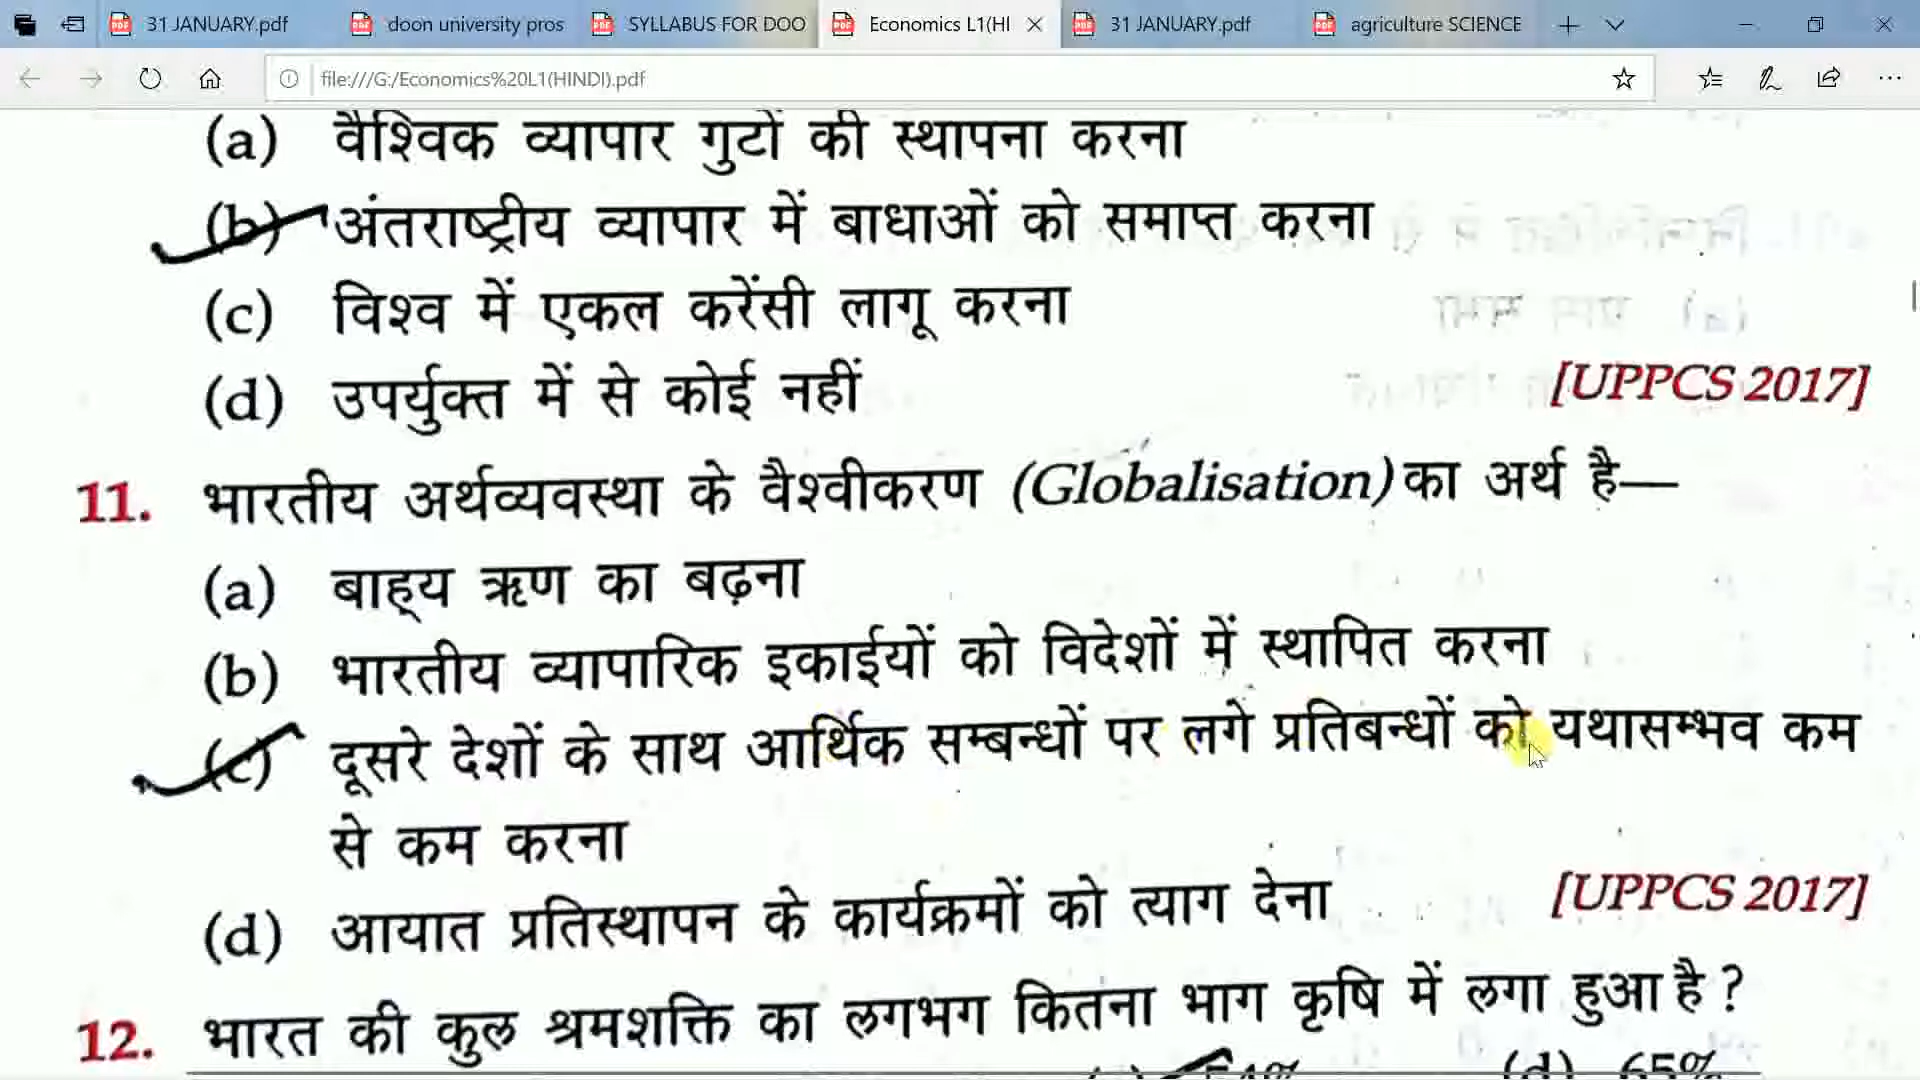 31 JANUARY.pdf doon university pros SYLLABUS FOR DOO Economics L1(HI 31 JANUARY.pdf agriculture SCIENCE
file:///G:/Economics%20L1(HINDI).pdf
(a) वैश्विक व्यापार गुटों की स्थापना करना
(b) अंतराष्ट्रीय व्यापार में बाधाओं को समाप्त करना
(c) विश्व में एकल करेंसी लागू करना
(d) उपर्युक्त में से कोई नहीं [UPPCS 2017]
11. भारतीय अर्थव्यवस्था के वैश्वीकरण (Globalisation) का अर्थ है—
(a) बाह्य ऋण का बढ़ना
(b) भारतीय व्यापारिक इकाईयों को विदेशों में स्थापित करना
(c) दूसरे देशों के साथ आर्थिक सम्बन्धों पर लगे प्रतिबन्धों को यथासम्भव कम
से कम करना
(d) आयात प्रतिस्थापन के कार्यक्रमों को त्याग देना [UPPCS 2017]
12. भारत की कुल श्रमशक्ति का लगभग कितना भाग कृषि में लगा हुआ है ?
54% (d) 65%